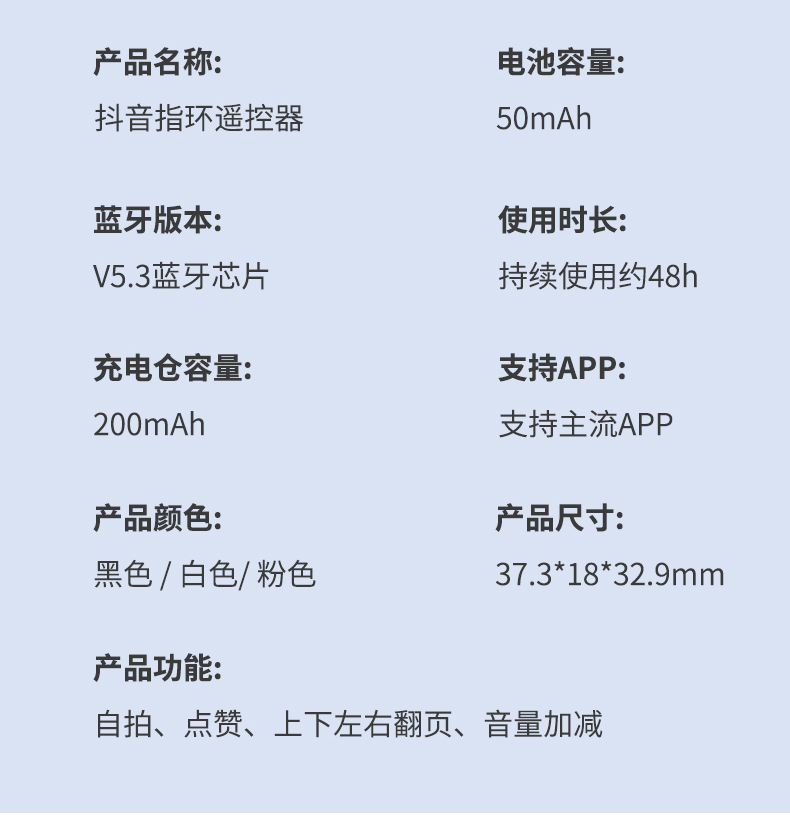 产品名称:
抖音指环遥控器
电池容量:
50mAh
蓝牙版本:
V5.3蓝牙芯片
使用时长:
持续使用约48h
充电仓容量:
200mAh
支持APP:
支持主流APP
产品颜色:
黑色 / 白色/ 粉色
产品尺寸:
37.3*18*32.9mm
产品功能:
自拍、点赞、上下左右翻页、音量加减